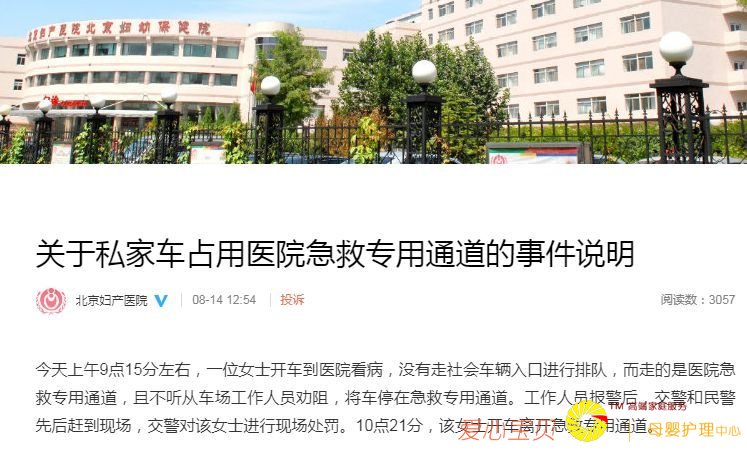 北京妇产医院北京妇幼保健院
关于私家车占用医院急救专用通道的事件说明
北京妇产医院
08-14 12:54
投诉
阅读数：3057
今天上午9点15分左右，一位女士开车到医院看病，没有走社会车辆入口进行排队，而走的是医院急
救专用通道，且不听从车场工作人员劝阻，将车停在急救专用通道。工作人员报警后，交警和民警
先后赶到现场，交警对该女士进行现场处罚。10点21分，该女士开车离开急救专用通道。
爱心宝贝
TM 高端家庭服务
母婴护理中心